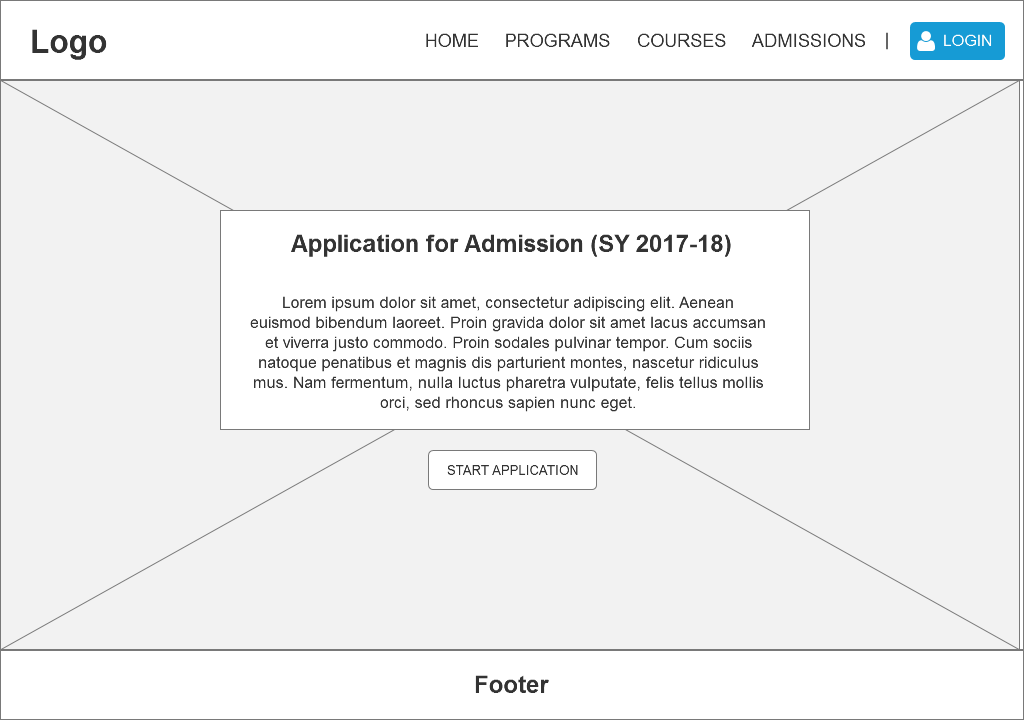 Logo
HOME PROGRAMS COURSES ADMISSIONS | LOGIN
Application for Admission (SY 2017-18)
Lorem ipsum dolor sit amet, consectetur adipiscing elit. Aenean
euismod bibendum laoreet. Proin gravida dolor sit amet lacus accumsan
et viverra justo commodo. Proin sodales pulvinar tempor. Cum sociis
natoque penatibus et magnis dis parturient montes, nascetur ridiculus
mus. Nam fermentum, nulla luctus pharetra vulputate, felis tellus mollis
orci, sed rhoncus sapien nunc eget.
START APPLICATION
Footer